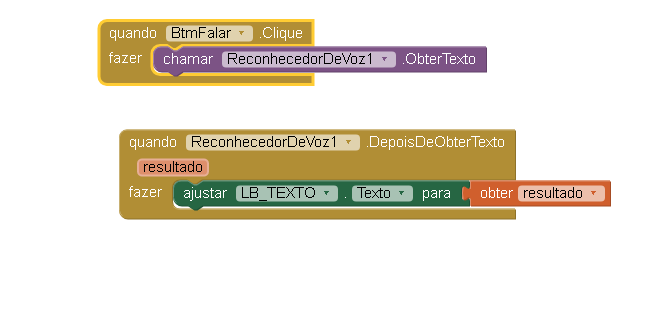 quando BtmFalar .Clique
fazer chamar ReconhecedorDeVoz1 .ObterTexto
quando ReconhecedorDeVoz1 .DepoisDeObterTexto
resultado
fazer ajustar LB_TEXTO . Texto para obter resultado